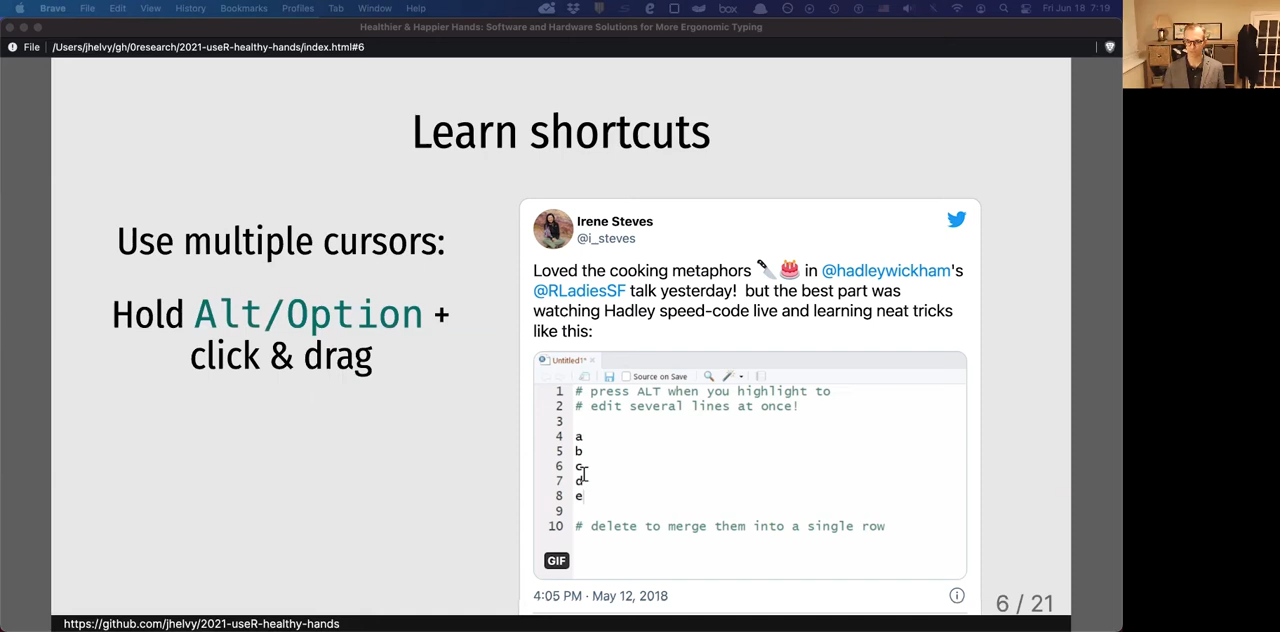 Brave File Edit View History Bookmarks Profiles Tab Window Help box Fri Jun 18 7:19
Healthier & Happier Hands: Software and Hardware Solutions for More Ergonomic Typing
File /Users/jhelvy/gh/0research/2021-useR-healthy-hands/index.html#6
Learn shortcuts
Use multiple cursors:
Hold Alt/Option +
click & drag
Irene Steves
@i_steves
Loved the cooking metaphors 🔪🎂 in @hadleywickham's
@RLadiesSF talk yesterday! but the best part was
watching Hadley speed-code live and learning neat tricks
like this:
Untitled1*
Source on Save
1 # press ALT when you highlight to
2 # edit several lines at once!
3
4 a
5 b
6 c
7 d
8 e
9
10 # delete to merge them into a single row
GIF
4:05 PM · May 12, 2018
6 / 21
https://github.com/jhelvy/2021-useR-healthy-hands